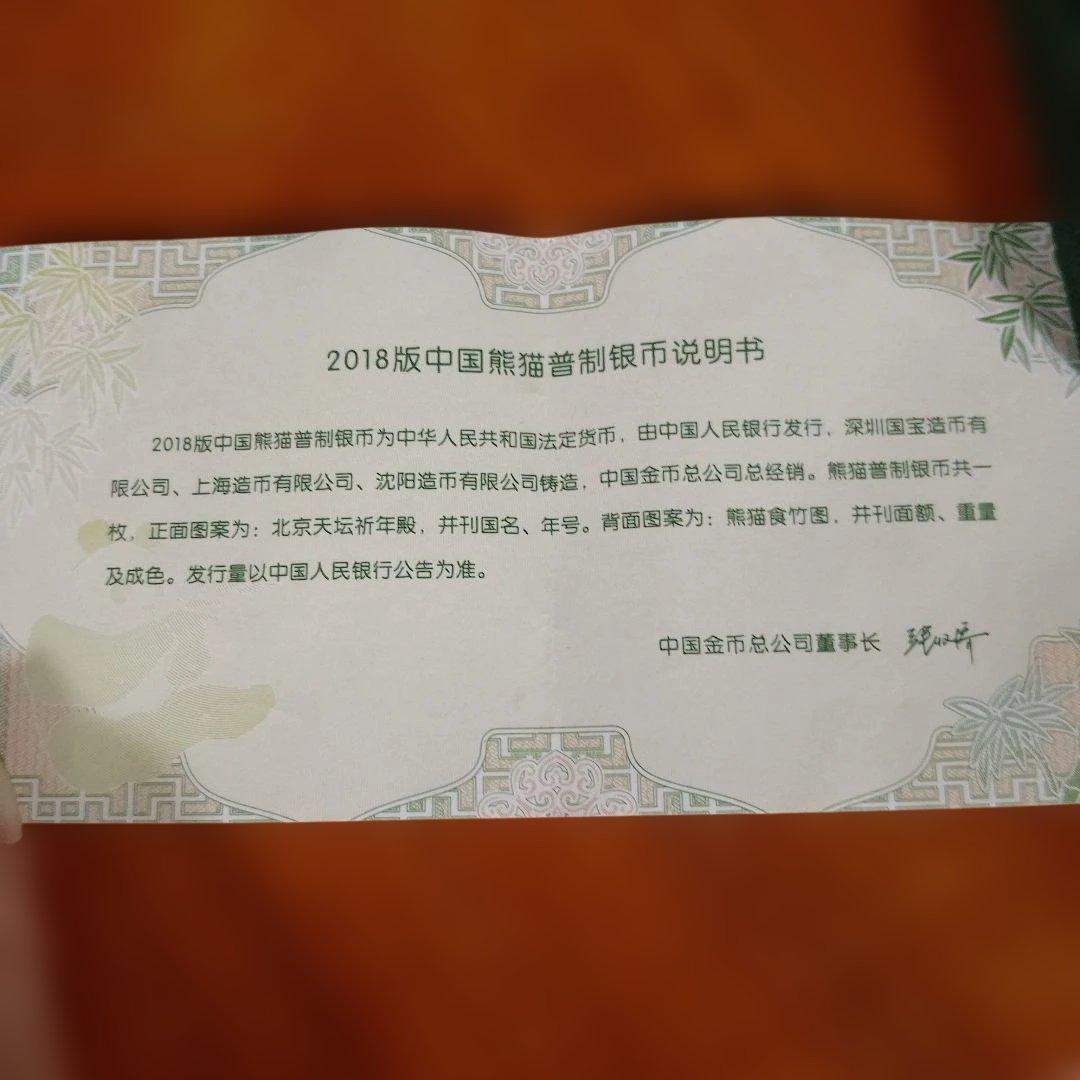 2018版中国熊猫普制银币说明书
2018版中国熊猫普制银币为中华人民共和国法定货币，由中国人民银行发行，深圳国宝造币有
限公司、上海造币有限公司、沈阳造币有限公司铸造，中国金币总公司总经销。熊猫普制银币共一
枚，正面图案为：北京天坛祈年殿，并刊国名、年号。背面图案为：熊猫食竹图，并刊面额、重量
及成色。发行量以中国人民银行公告为准。
中国金币总公司董事长